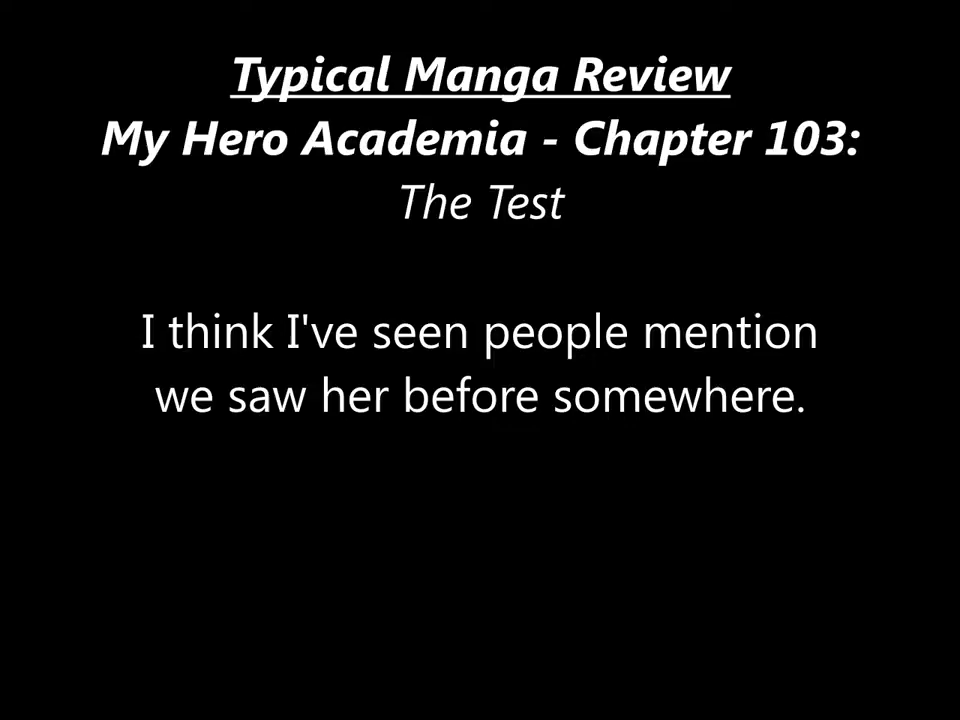 Typical Manga Review
My Hero Academia - Chapter 103:
The Test
I think I've seen people mention
we saw her before somewhere.